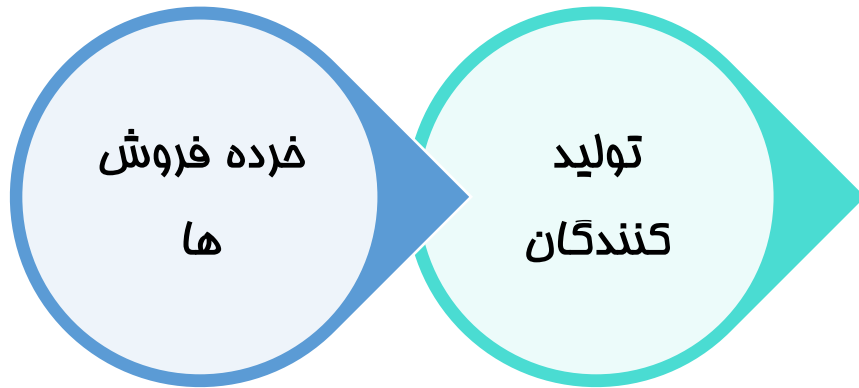 تولید
کنندگان
خرده فروش
ها